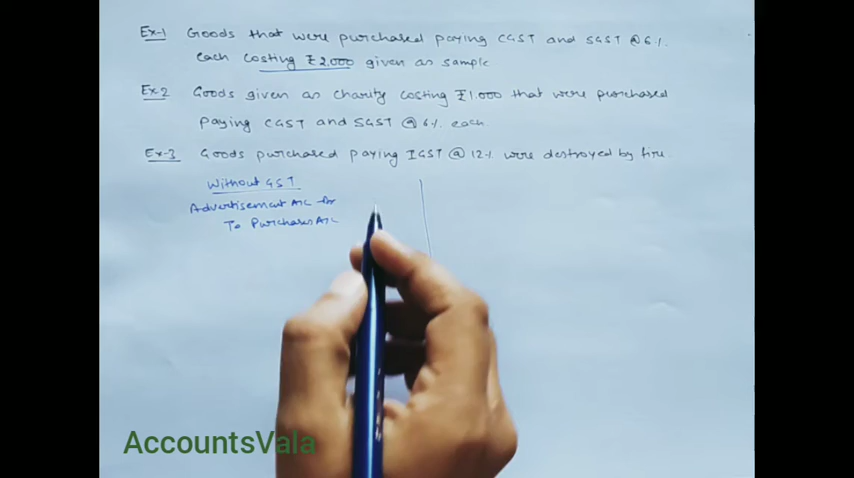 Ex-1 Goods that were purchased paying CGST and SGST @6%.
each costing ₹2,000 given as sample
Ex-2 Goods given as charity costing ₹1,000 that were purchased
paying CGST and SGST @ 6% each
Ex-3 Goods purchased paying IGST @ 12% were destroyed by fire.
Without GST
Advertisement A/c Dr
To Purchases A/c
AccountsVala